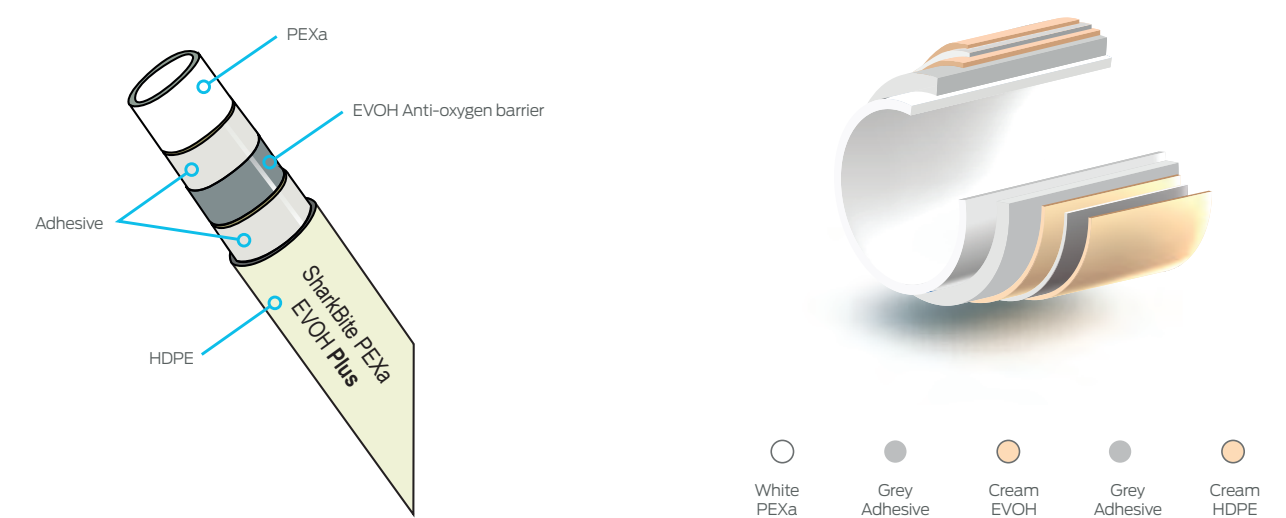 PEXa
EVOH Anti-oxygen barrier
Adhesive
HDPE
SharkBite PEXa
EVOH Plus
White
PEXa
Grey
Adhesive
Cream
EVOH
Grey
Adhesive
Cream
HDPE